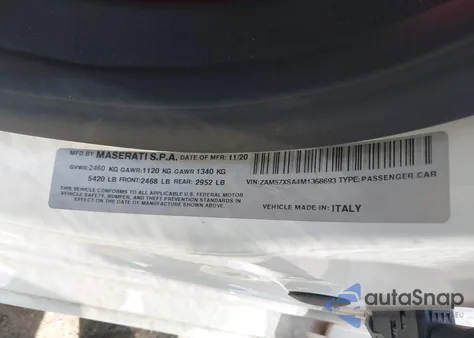 MFD BY MASERATI S.P.A. DATE OF MFR: 11/20
GVWR: 2460 KG GAWR: 1120 KG GAWR 1340 KG
5420 LB FRONT: 2468 LB REAR: 2952 LB
VIN: ZAM57XSA4M1368693 TYPE: PASSENGER CAR
THIS VEHICLE CONFORMS TO ALL APPLICABLE U.S. FEDERAL MOTOR
VEHICLE SAFETY, BUMPER, AND THEFT PREVENTION STANDARDS IN
EFFECT ON THE DATE OF MANUFACTURE SHOWN ABOVE
VEHICLE MADE IN: ITALY
autoSnap
.EU